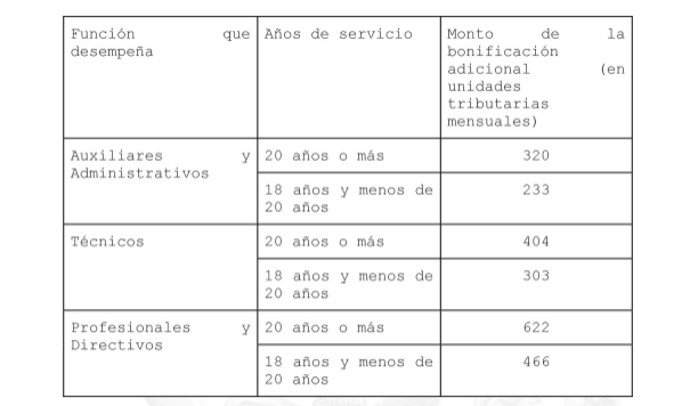 Función que Años de servicio Monto de la
desempeña bonificación
adicional (en
unidades
tributarias
mensuales)
Auxiliares y 20 años o más 320
Administrativos
18 años y menos de 233
20 años
Técnicos 20 años o más 404
18 años y menos de 303
20 años
Profesionales y 20 años o más 622
Directivos
18 años y menos de 466
20 años